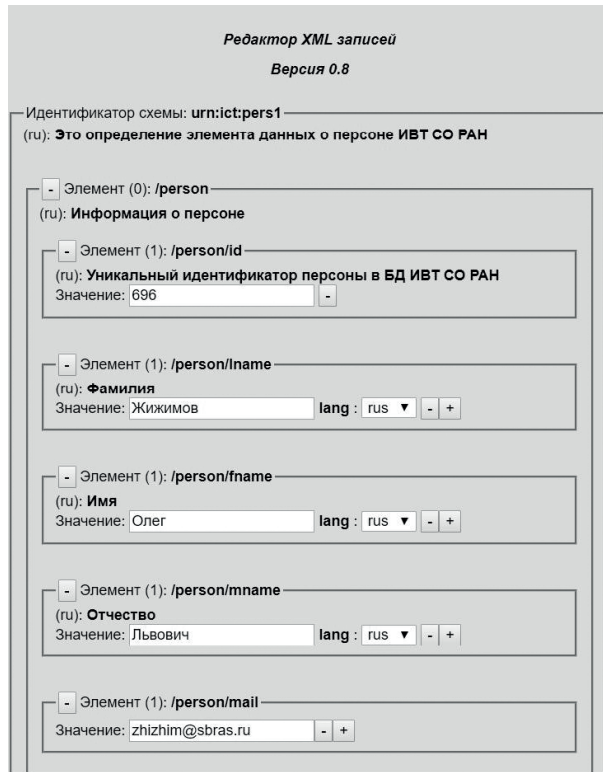 Редактор XML записей
Версия 0.8
Идентификатор схемы: urn:ict:pers1
(ru): Это определение элемента данных о персоне ИВТ СО РАН
- Элемент (0): /person
(ru): Информация о персоне
- Элемент (1): /person/id
(ru): Уникальный идентификатор персоны в БД ИВТ СО РАН
Значение: 696 -
- Элемент (1): /person/lname
(ru): Фамилия
Значение: Жижимов lang : rus ▼ - +
- Элемент (1): /person/fname
(ru): Имя
Значение: Олег lang : rus ▼ - +
- Элемент (1): /person/mname
(ru): Отчество
Значение: Львович lang : rus ▼ - +
- Элемент (1): /person/mail
Значение: zhizhim@sbras.ru - +